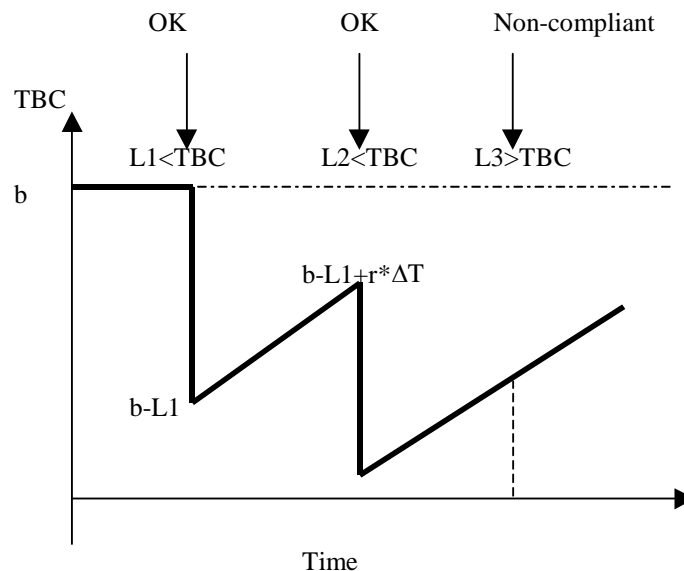 OK OK Non-compliant
TBC
L1<TBC L2<TBC L3>TBC
b
b-L1+r*ΔT
b-L1
Time